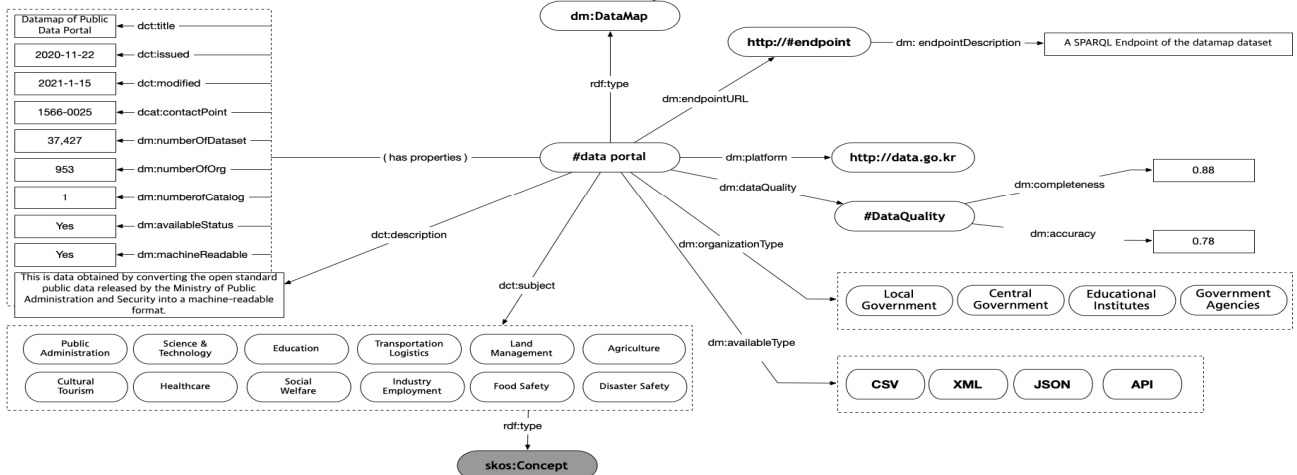 dm:DataMap
Datamap of Public
Data Portal
dct:title
2020-11-22
dct:issued
2021-1-15
dct:modified
1566-0025
dcat:contactPoint
37,427
dm:numberOfDataset
953
dm:numberOfOrg
1
dm:numberofCatalog
Yes
dm:availableStatus
Yes
dm:machineReadable
This is data obtained by converting the open standard
public data released by the Ministry of Public
Administration and Security into a machine-readable
format.
( has properties )
rdf:type
http://#endpoint
dm: endpointDescription
A SPARQL Endpoint of the datamap dataset
dm:endpointURL
#data portal
dm:platform
http://data.go.kr
dm:dataQuality
#DataQuality
dm:completeness
0.88
dm:accuracy
0.78
dct:description
dm:organizationType
Local
Government
Central
Government
Educational
Institutes
Government
Agencies
dct:subject
Public
Administration
Science &
Technology
Education
Transportation
Logistics
Land
Management
Agriculture
Cultural
Tourism
Healthcare
Social
Welfare
Industry
Employment
Food Safety
Disaster Safety
dm:availableType
CSV
XML
JSON
API
rdf:type
skos:Concept